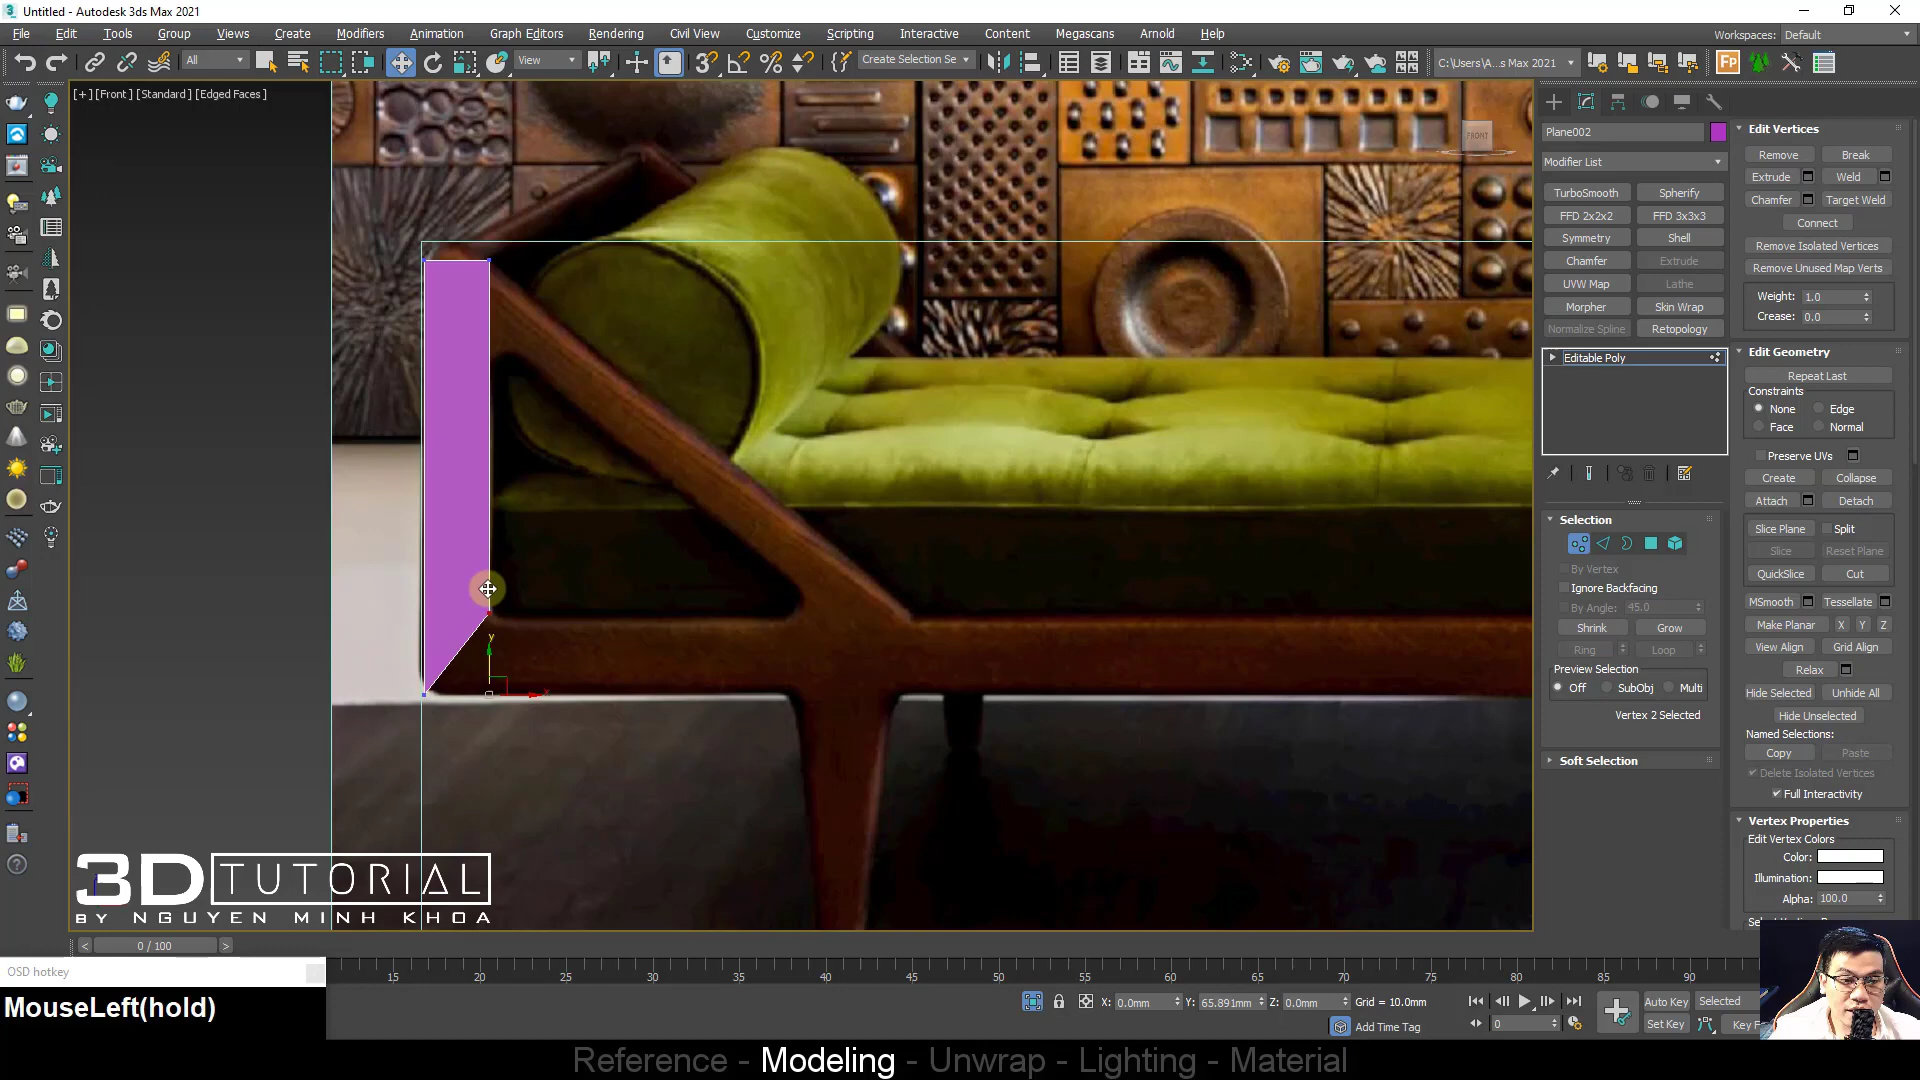 Untitled - Autodesk 3ds Max 2021
File Edit Tools Group Views Create Modifiers Animation Graph Editors Rendering Civil View Customize Scripting Interactive Content Megascans Arnold Help
Workspaces: Default
All View Create Selection Se C:\Users\A...s Max 2021 Fp
[+] [Front] [Standard] [Edged Faces]
FRONT
Plane002
Modifier List
TurboSmooth Spherify
FFD 2x2x2 FFD 3x3x3
Symmetry Shell
Chamfer Extrude
UVW Map Lathe
Morpher Skin Wrap
Normalize Spline Retopology
Editable Poly
Selection
By Vertex
Ignore Backfacing
By Angle: 45.0
Shrink Grow
Ring Loop
Preview Selection
Off SubObj Multi
Vertex 2 Selected
Soft Selection
Edit Vertices
Remove Break
Extrude Weld
Chamfer Target Weld
Connect
Remove Isolated Vertices
Remove Unused Map Verts
Weight: 1.0
Crease: 0.0
Edit Geometry
Repeat Last
Constraints
None Edge
Face Normal
Preserve UVs
Create Collapse
Attach Detach
Slice Plane Split
Slice Reset Plane
QuickSlice Cut
MSmooth Tessellate
Make Planar X Y Z
View Align Grid Align
Relax
Hide Selected Unhide All
Hide Unselected
Named Selections:
Copy Paste
Delete Isolated Vertices
Full Interactivity
Vertex Properties
Edit Vertex Colors
Color:
Illumination:
Alpha: 100.0
y
x
3D TUTORIAL
BY NGUYEN MINH KHOA
< 0 / 100 >
15 20 25 30 35 40 45 50 55 60 65 70 75 80 85 90
OSD hotkey
MouseLeft(hold)
X: 0.0mm Y: 65.891mm Z: 0.0mm Grid = 10.0mm
Add Time Tag
0
Auto Key Selected
Set Key Key F
Reference - Modeling - Unwrap - Lighting - Material